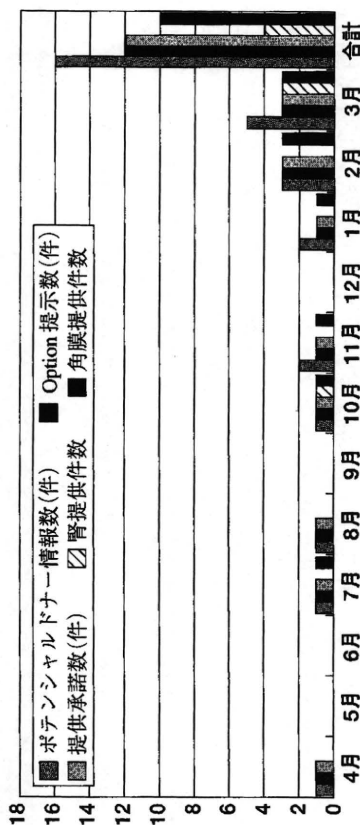 18
16
14
12
10
8
6
4
2
0
ポテンシャルドナー情報数(件)
Option 提示数(件)
提供承諾数(件)
腎提供件数
角膜提供件数
4月 5月 6月 7月 8月 9月 10月 11月 12月 1月 2月 3月 合計